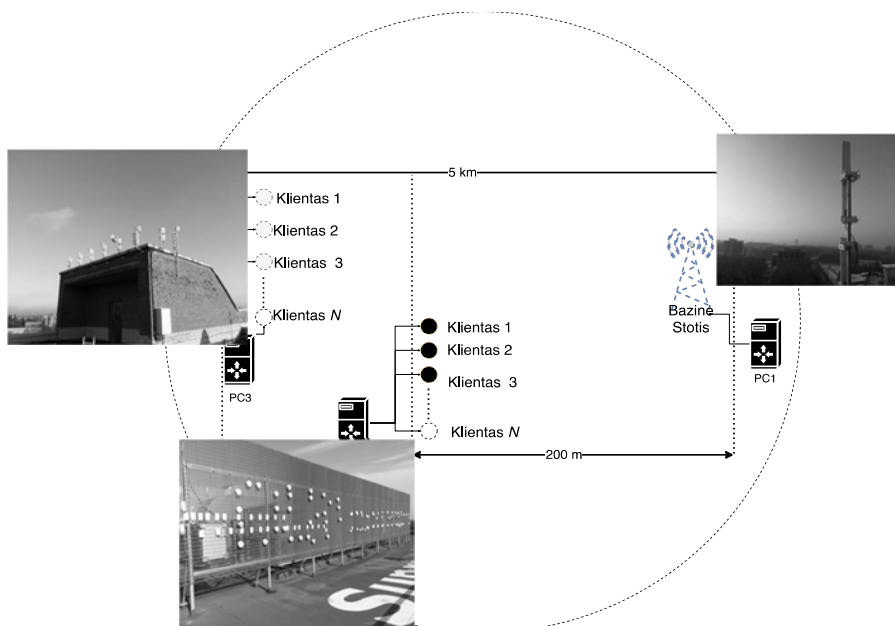 5 km
Klientas 1
Klientas 2
Klientas 3
Klientas N
PC3
Klientas 1
Klientas 2
Klientas 3
Klientas N
Bazinė
Stotis
PC1
200 m